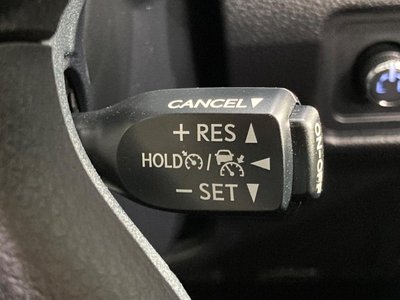 CANCEL▼
+ RES ▲
HOLD / ◀
− SET ▼
ON-OFF